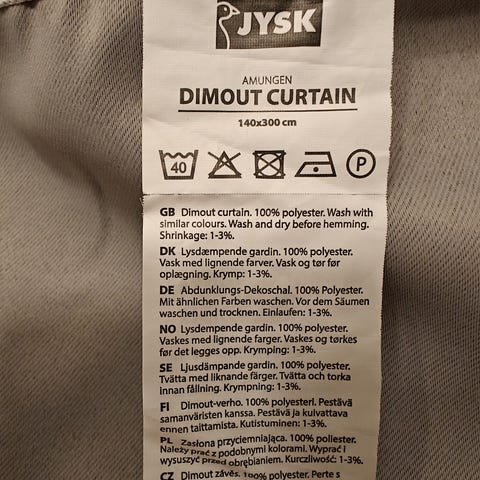 JYSK
AMUNGEN
DIMOUT CURTAIN
140x300 cm
40
P
GB Dimout curtain. 100% polyester. Wash with
similar colours. Wash and dry before hemming.
Shrinkage: 1-3%.
DK Lysdæmpende gardin. 100% polyester.
Vask med lignende farver. Vask og tør før
oplægning. Krymp: 1-3%.
DE Abdunklungs-Dekoschal. 100% Polyester.
Mit ähnlichen Farben waschen. Vor dem Säumen
waschen und trocknen. Einlaufen: 1-3%.
NO Lysdempende gardin. 100% polyester.
Vaskes med lignende farger. Vaskes og tørkes
før det legges opp. Krymping: 1-3%.
SE Ljusdämpande gardin. 100% polyester.
Tvätta med liknande färger. Tvätta och torka
innan fållning. Krympning: 1-3%.
FI Dimout-verho. 100% polyesteri. Pestävä
samanväristen kanssa. Pestävä ja kuivattava
ennen taittamista. Kutistuminen: 1-3%.
PL Zasłona przyciemniająca. 100% poliester.
Należy prać z podobnymi kolorami. Wyprać i
wysuszyć przed obrębianiem. Kurczliwość: 1-3%.
CZ Dimout závěs. 100% polyester. Perte s